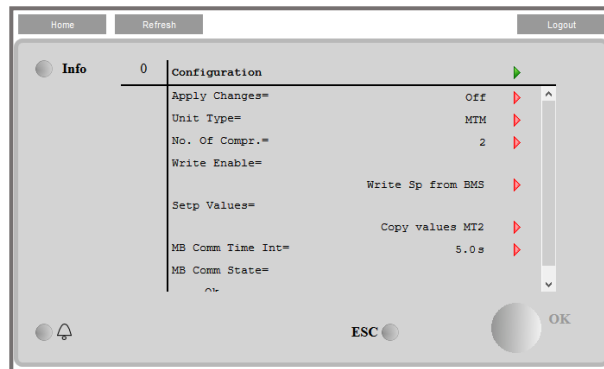 Home Refresh Logout
Info 0 Configuration
Apply Changes= Off
Unit Type= MTM
No. Of Compr.= 2
Write Enable=
Write Sp from BMS
Setp Values=
Copy values MT2
MB Comm Time Int= 5.0s
MB Comm State=
Ok
ESC OK